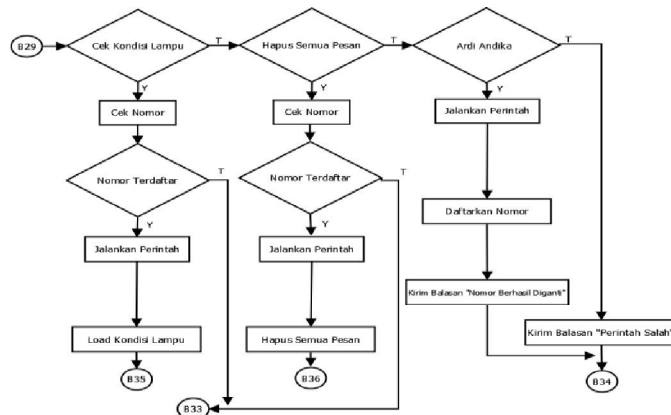 B29
Cek Kondisi Lampu
T
Hapus Semua Pesan
T
Ardi Andika
T
Y
Y
Y
Cek Nomor
Cek Nomor
Jalankan Perintah
Nomor Terdaftar
T
Nomor Terdaftar
T
Daftarkan Nomor
Y
Y
Jalankan Perintah
Jalankan Perintah
Kirim Balasan "Nomor Berhasil Diganti"
Load Kondisi Lampu
Hapus Semua Pesan
Kirim Balasan "Perintah Salah"
B35
B36
B34
B33